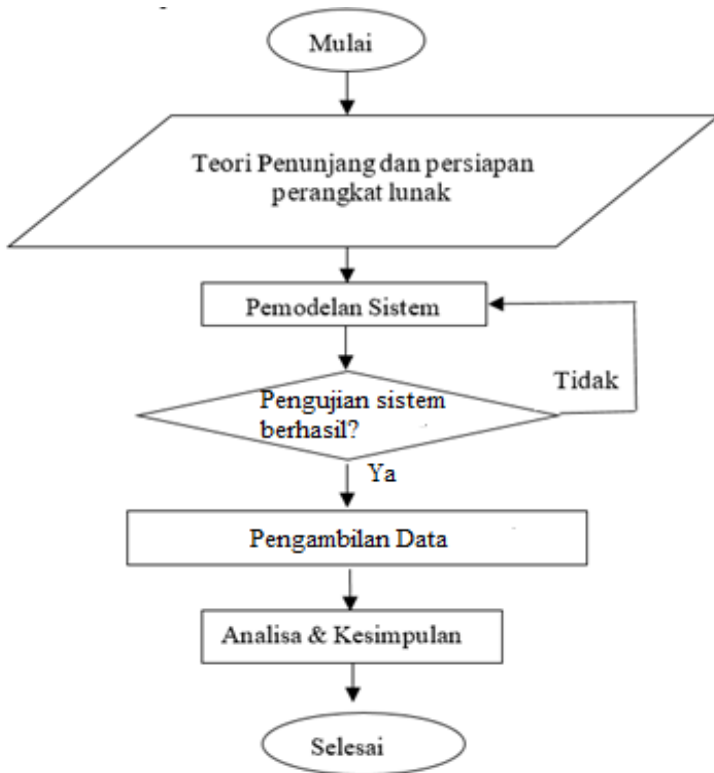 Mulai
Teori Penunjang dan persiapan
perangkat lunak
Pemodelan Sistem
Tidak
Pengujian sistem
berhasil?
Ya
Pengambilan Data
Analisa & Kesimpulan
Selesai